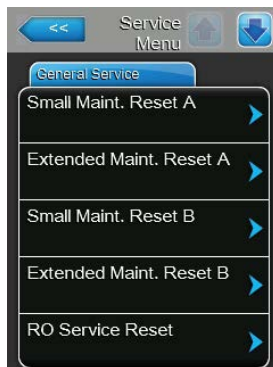 <<
Service
Menu
General Service
Small Maint. Reset A
Extended Maint. Reset A
Small Maint. Reset B
Extended Maint. Reset B
RO Service Reset